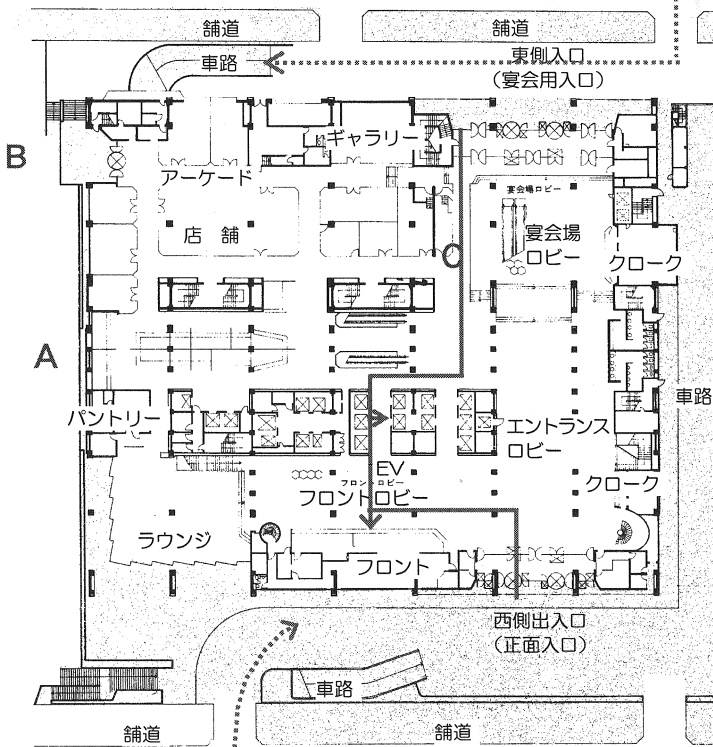 舗道
舗道
車路
東側入口
（宴会用入口）
B
ギャラリー
アーケード
宴会場ロビー
店舗
宴会場
ロビー
クローク
A
車路
パントリー
エントランス
ロビー
EV
フロントロビー
フロントロビー
クローク
ラウンジ
フロント
西側出入口
（正面入口）
車路
舗道
舗道